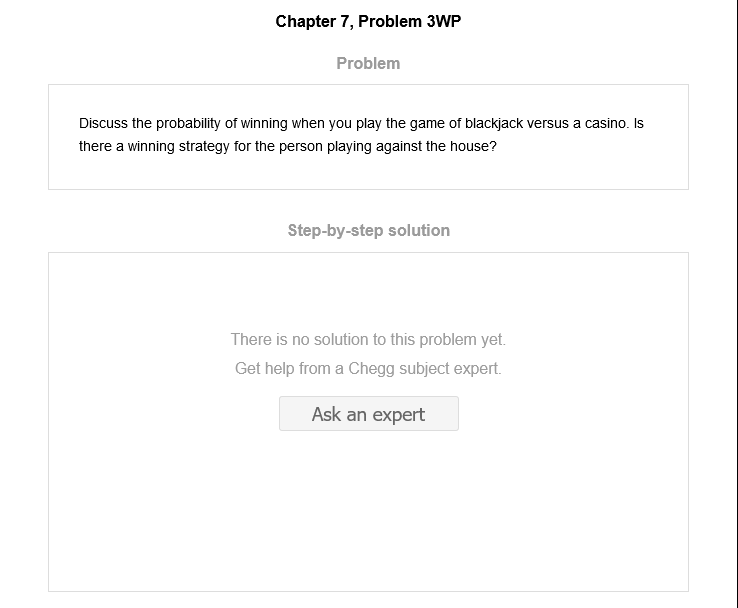 Chapter 7, Problem 3WP
Problem
Discuss the probability of winning when you play the game of blackjack versus a casino. Is
there a winning strategy for the person playing against the house?
Step-by-step solution
There is no solution to this problem yet.
Get help from a Chegg subject expert.
Ask an expert